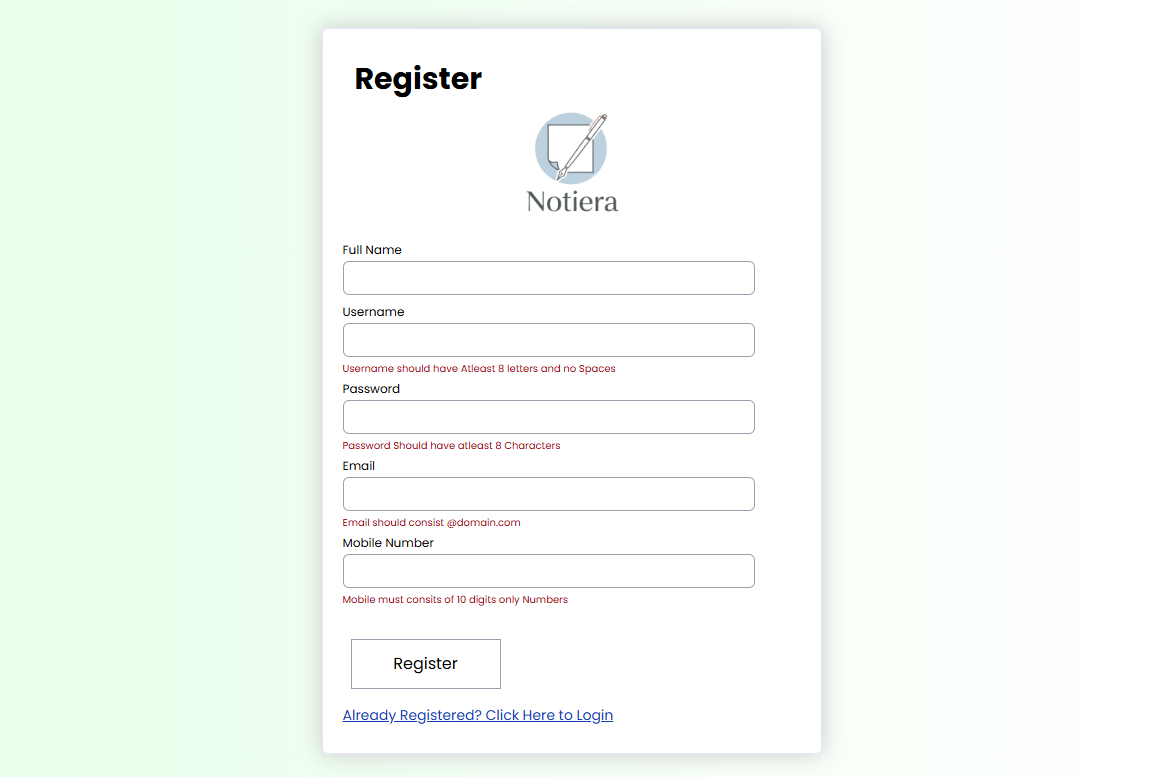 Register
Notiera
Full Name
Username
Username should have Atleast 8 letters and no Spaces
Password
Password Should have atleast 8 Characters
Email
Email should consist @domain.com
Mobile Number
Mobile must consits of 10 digits only Numbers
Register
Already Registered? Click Here to Login